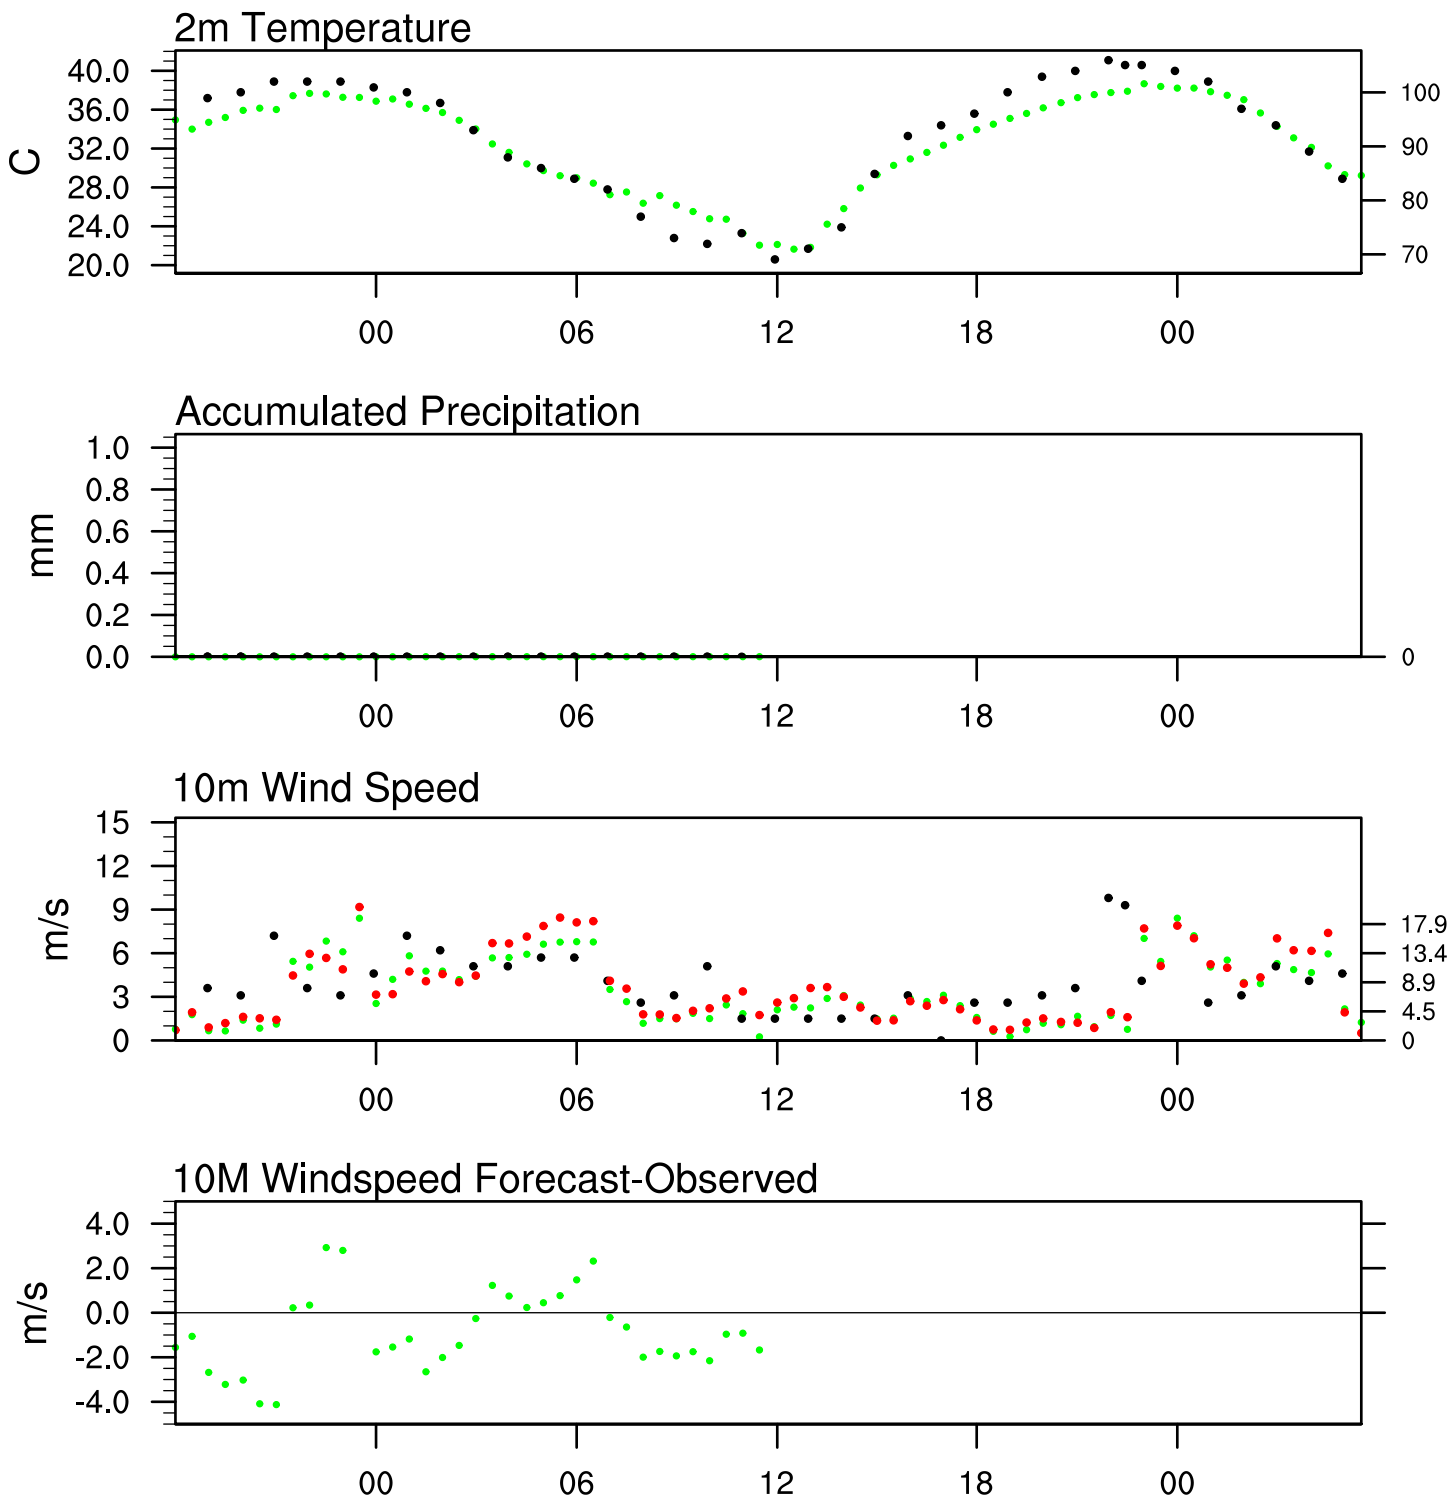 2m Temperature
40.0
36.0
32.0
28.0
24.0
20.0
C
100
90
80
70
00 06 12 18 00
Accumulated Precipitation
1.0
0.8
0.6
0.4
0.2
0.0
mm
0
00 06 12 18 00
10m Wind Speed
15
12
9
6
3
0
m/s
17.9
13.4
8.9
4.5
0
00 06 12 18 00
10M Windspeed Forecast-Observed
4.0
2.0
0.0
-2.0
-4.0
m/s
00 06 12 18 00